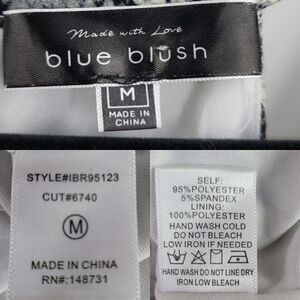 Made with Love
blue blush
M
MADE IN
CHINA
STYLE#IBR95123
CUT#6740
M
MADE IN CHINA
RN#:148731
SELF:
95%POLYESTER
5%SPANDEX
LINING:
100%POLYESTER
HAND WASH COLD
DO NOT BLEACH
LOW IRON IF NEEDED
HAND WASH DO NOT LINE DRY
IRON LOW BLEACH